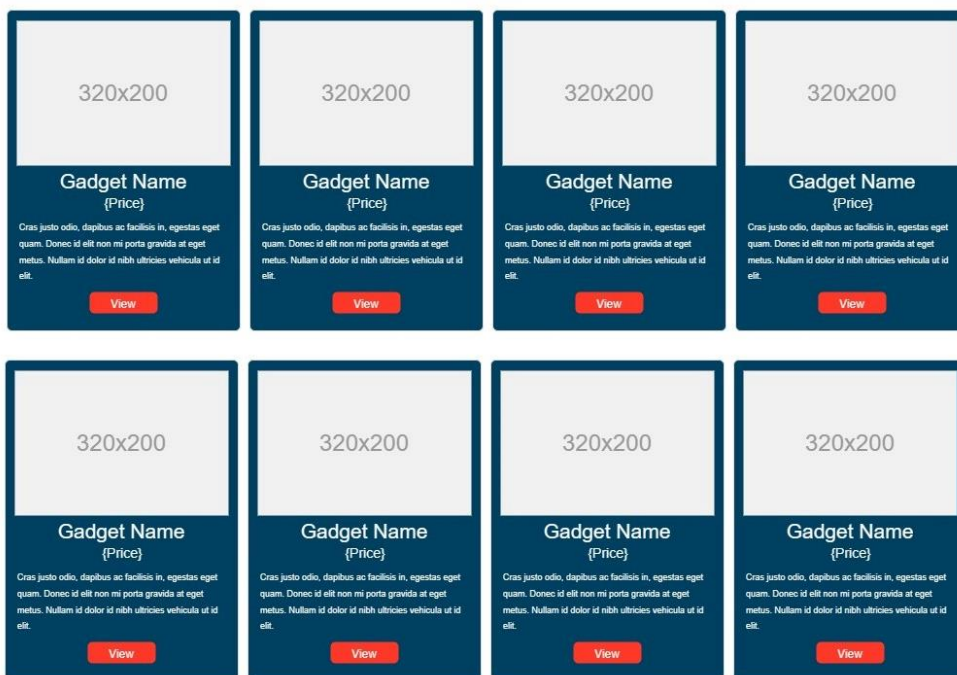 320x200
Gadget Name
{Price}
Cras justo odio, dapibus ac facilisis in, egestas eget
quam. Donec id elit non mi porta gravida at eget
metus. Nullam id dolor id nibh ultricies vehicula ut id
elit.
View
320x200
Gadget Name
{Price}
Cras justo odio, dapibus ac facilisis in, egestas eget
quam. Donec id elit non mi porta gravida at eget
metus. Nullam id dolor id nibh ultricies vehicula ut id
elit.
View
320x200
Gadget Name
{Price}
Cras justo odio, dapibus ac facilisis in, egestas eget
quam. Donec id elit non mi porta gravida at eget
metus. Nullam id dolor id nibh ultricies vehicula ut id
elit.
View
320x200
Gadget Name
{Price}
Cras justo odio, dapibus ac facilisis in, egestas eget
quam. Donec id elit non mi porta gravida at eget
metus. Nullam id dolor id nibh ultricies vehicula ut id
elit.
View
320x200
Gadget Name
{Price}
Cras justo odio, dapibus ac facilisis in, egestas eget
quam. Donec id elit non mi porta gravida at eget
metus. Nullam id dolor id nibh ultricies vehicula ut id
elit.
View
320x200
Gadget Name
{Price}
Cras justo odio, dapibus ac facilisis in, egestas eget
quam. Donec id elit non mi porta gravida at eget
metus. Nullam id dolor id nibh ultricies vehicula ut id
elit.
View
320x200
Gadget Name
{Price}
Cras justo odio, dapibus ac facilisis in, egestas eget
quam. Donec id elit non mi porta gravida at eget
metus. Nullam id dolor id nibh ultricies vehicula ut id
elit.
View
320x200
Gadget Name
{Price}
Cras justo odio, dapibus ac facilisis in, egestas eget
quam. Donec id elit non mi porta gravida at eget
metus. Nullam id dolor id nibh ultricies vehicula ut id
elit.
View